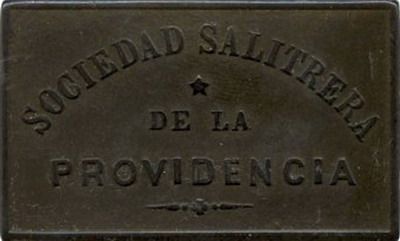 SOCIEDAD SALITRERA
DE LA
PROVIDENCIA